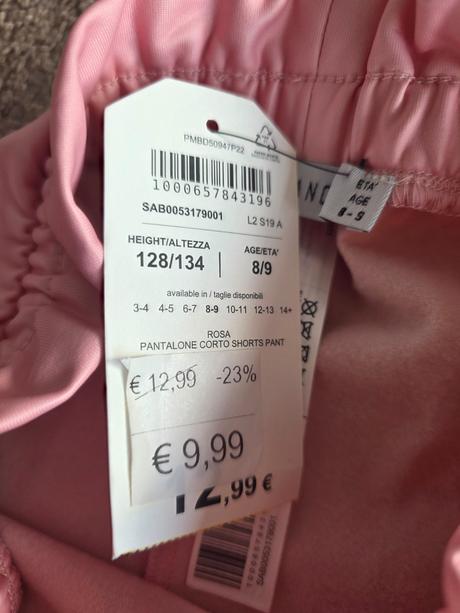 PMBD50947P22
1000657843196
SAB0053179001
L2 S19 A
HEIGHT/ALTEZZA
AGE/ETA'
128/134
8/9
available in / taglie disponibili
3-4 4-5 6-7 8-9 10-11 12-13 14+
ROSA
PANTALONE CORTO SHORTS PANT
€ 12,99 -23%
€ 9,99
12,99 €
ETA'
AGE
8-9
SAB0053179001